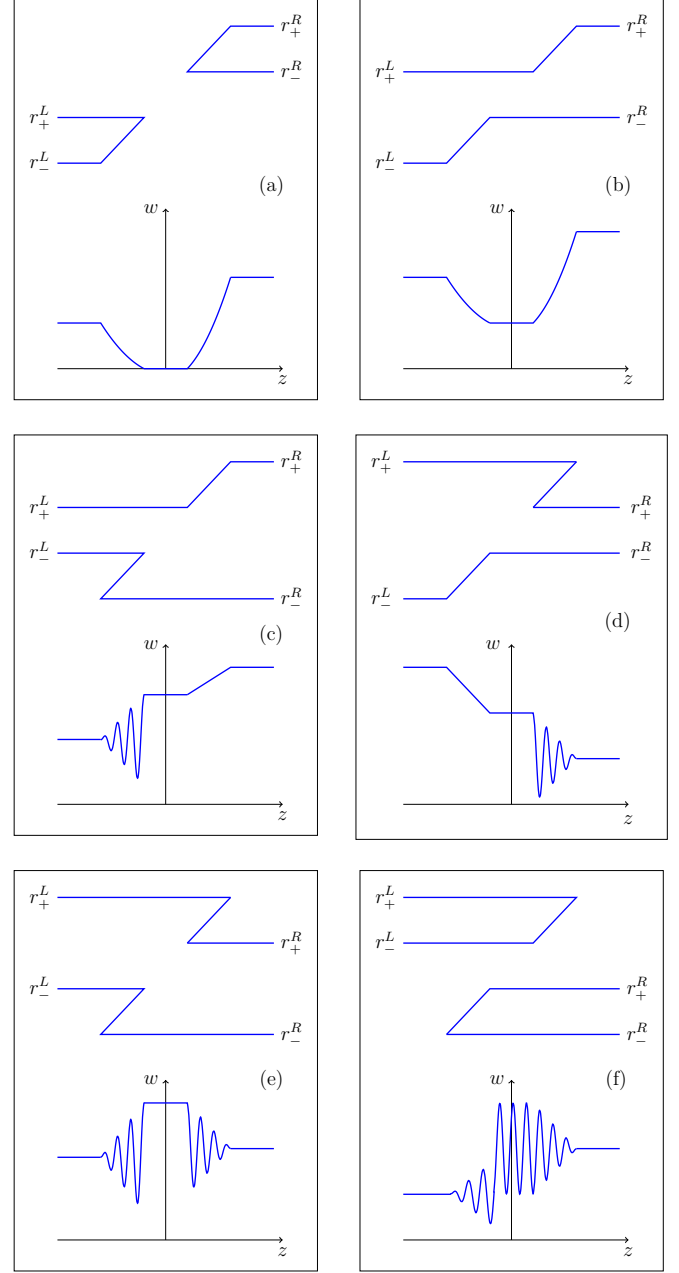 r_+^R
r_-^R
r_+^L
r_-^L
(a)
w
z
r_+^R
r_+^L
r_-^R
r_-^L
(b)
w
z
r_+^R
r_+^L
r_-^L
r_-^R
(c)
w
z
r_+^L
r_+^R
r_-^R
r_-^L
(d)
w
z
r_+^L
r_+^R
r_-^L
r_-^R
(e)
w
z
r_+^L
r_-^L
r_+^R
r_-^R
(f)
w
z